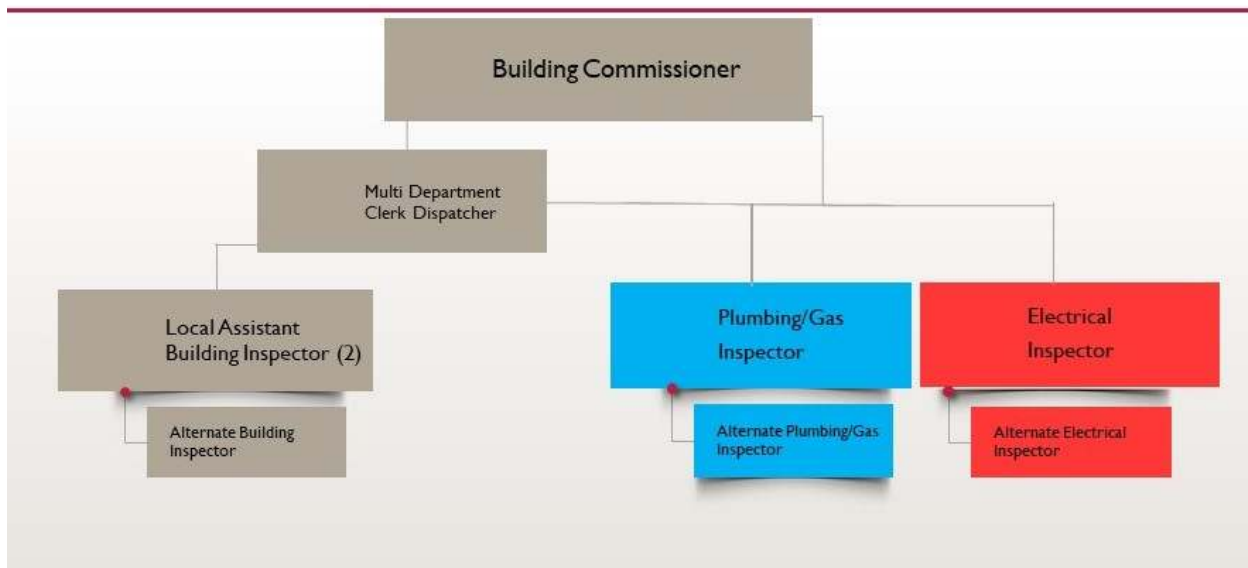 Building Commissioner
Multi Department
Clerk Dispatcher
Local Assistant
Building Inspector (2)
Plumbing/Gas
Inspector
Electrical
Inspector
Alternate Building
Inspector
Alternate Plumbing/Gas
Inspector
Alternate Electrical
Inspector